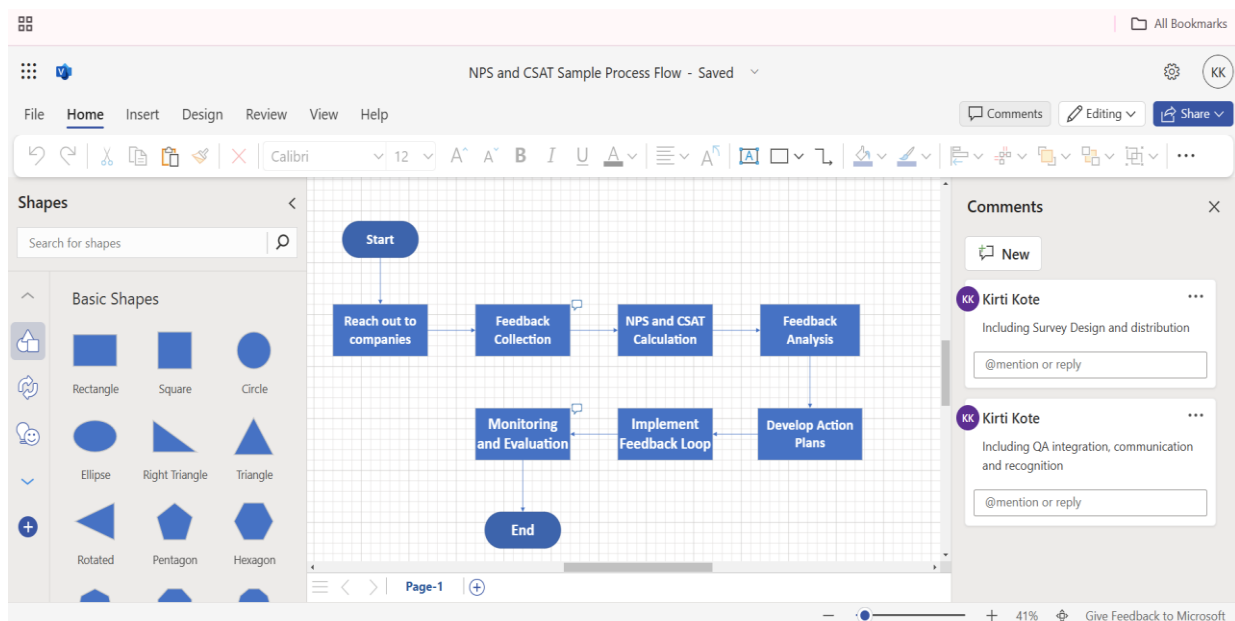 All Bookmarks
NPS and CSAT Sample Process Flow - Saved
KK
File Home Insert Design Review View Help
Comments Editing Share
Calibri 12 A A B I U A A A
Shapes
Search for shapes
Basic Shapes
Rectangle Square Circle
Ellipse Right Triangle Triangle
Rotated Pentagon Hexagon
Start
Reach out to
companies
Feedback
Collection
NPS and CSAT
Calculation
Feedback
Analysis
Monitoring
and Evaluation
Implement
Feedback Loop
Develop Action
Plans
End
Page-1
Comments
New
KK Kirti Kote
Including Survey Design and distribution
@mention or reply
KK Kirti Kote
Including QA integration, communication
and recognition
@mention or reply
41% Give Feedback to Microsoft